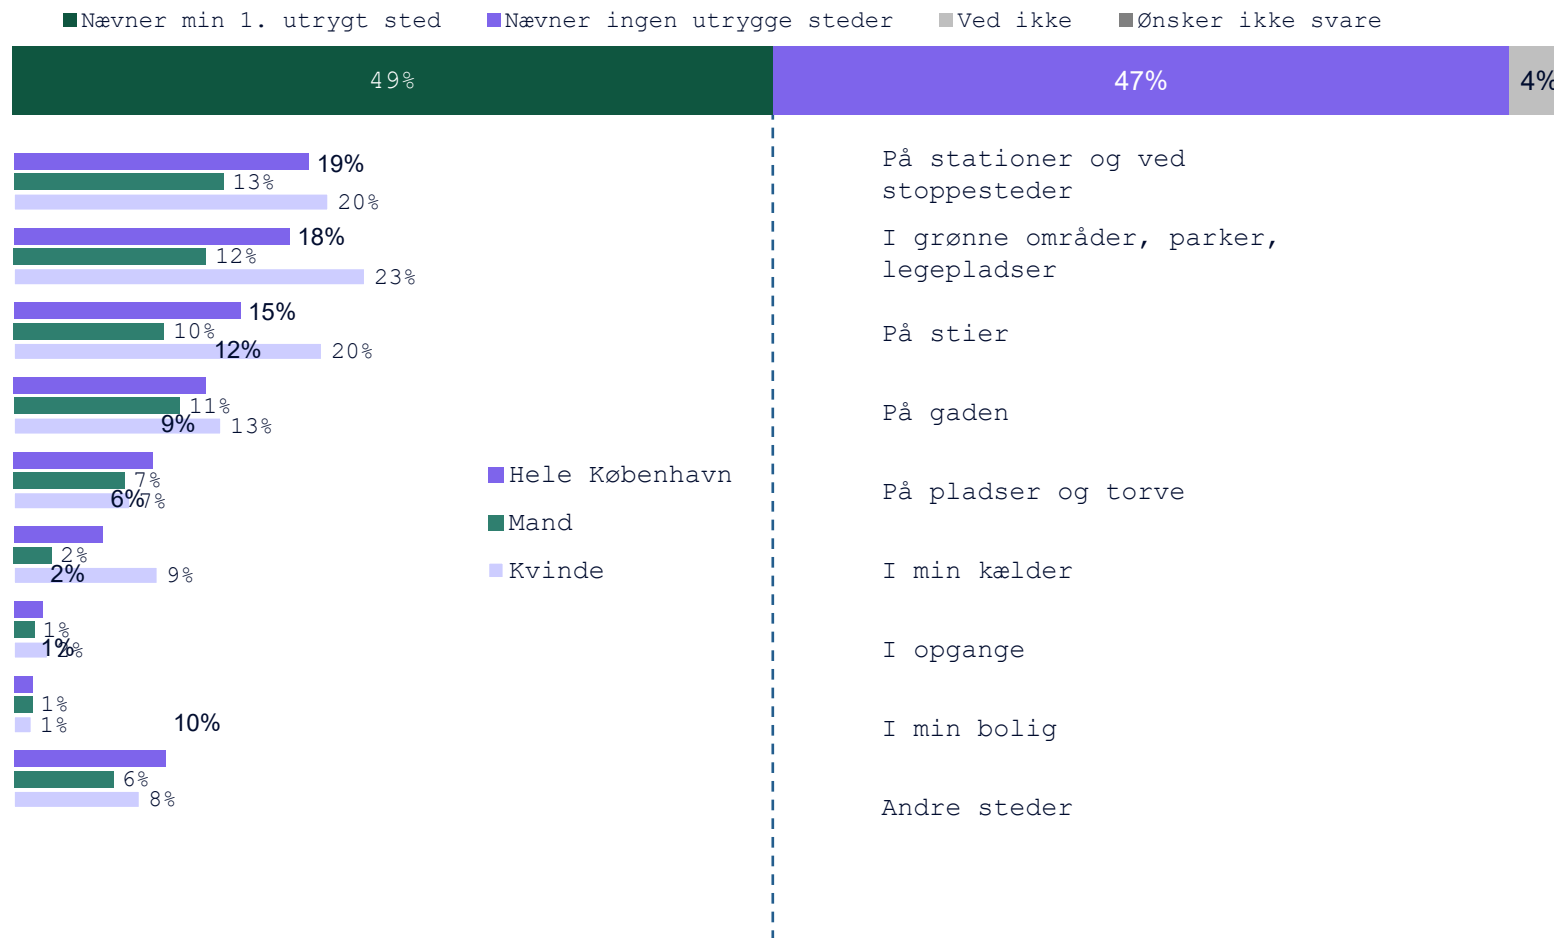 Nævner min 1. utrygt sted Nævner ingen utrygge steder Ved ikke Ønsker ikke svare
49% 47% 4%
19%
13%
20%
På stationer og ved
stoppesteder
18%
12%
23%
I grønne områder, parker,
legepladser
15%
10%
12% 20%
På stier
11%
9% 13%
På gaden
7%
6% 7%
På pladser og torve
Hele København
Mand
Kvinde
2%
2% 9%
I min kælder
1%
1% 2%
I opgange
1%
1% 10%
I min bolig
6%
8%
Andre steder